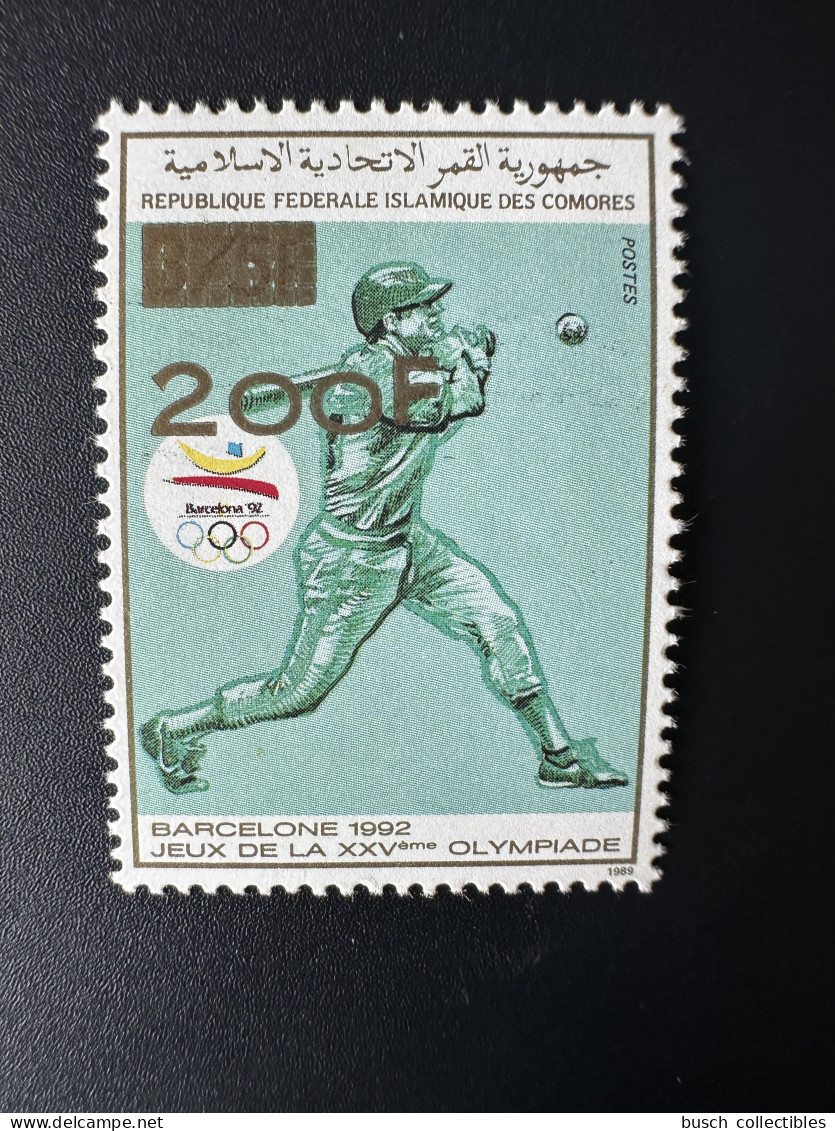 جمهورية القمر الاتحادية الاسلامية
REPUBLIQUE FEDERALE ISLAMIQUE DES COMORES
POSTES
200F
Barcelona '92
BARCELONE 1992
JEUX DE LA XXVème OLYMPIADE
1989
busch collectibles